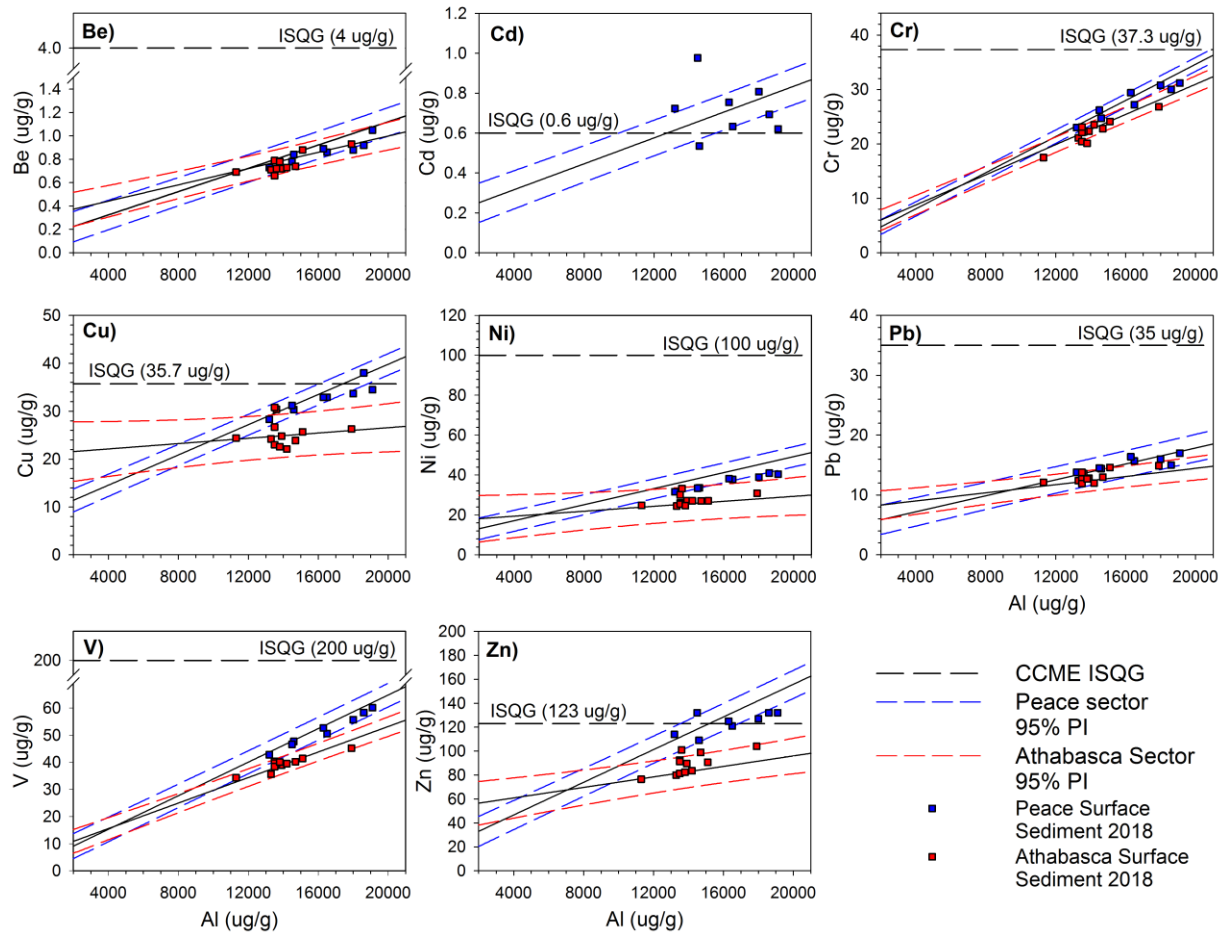 Be)
ISQG (4 ug/g)
Be (ug/g)
4.0
1.4
1.2
1.0
0.8
0.6
0.4
0.2
0.0
4000 8000 12000 16000 20000
Cd)
ISQG (0.6 ug/g)
Cd (ug/g)
1.2
1.0
0.8
0.6
0.4
0.2
0.0
4000 8000 12000 16000 20000
Cr)
ISQG (37.3 ug/g)
Cr (ug/g)
40
30
20
10
0
4000 8000 12000 16000 20000
Cu)
ISQG (35.7 ug/g)
Cu (ug/g)
50
40
30
20
10
0
4000 8000 12000 16000 20000
Ni)
ISQG (100 ug/g)
Ni (ug/g)
120
100
80
60
40
20
0
4000 8000 12000 16000 20000
Pb)
ISQG (35 ug/g)
Pb (ug/g)
40
30
20
10
0
4000 8000 12000 16000 20000
Al (ug/g)
V)
ISQG (200 ug/g)
V (ug/g)
200
60
50
40
30
20
10
0
4000 8000 12000 16000 20000
Al (ug/g)
Zn)
ISQG (123 ug/g)
Zn (ug/g)
200
180
160
140
120
100
80
60
40
20
0
4000 8000 12000 16000 20000
Al (ug/g)
CCME ISQG
Peace sector
95% PI
Athabasca Sector
95% PI
Peace Surface
Sediment 2018
Athabasca Surface
Sediment 2018